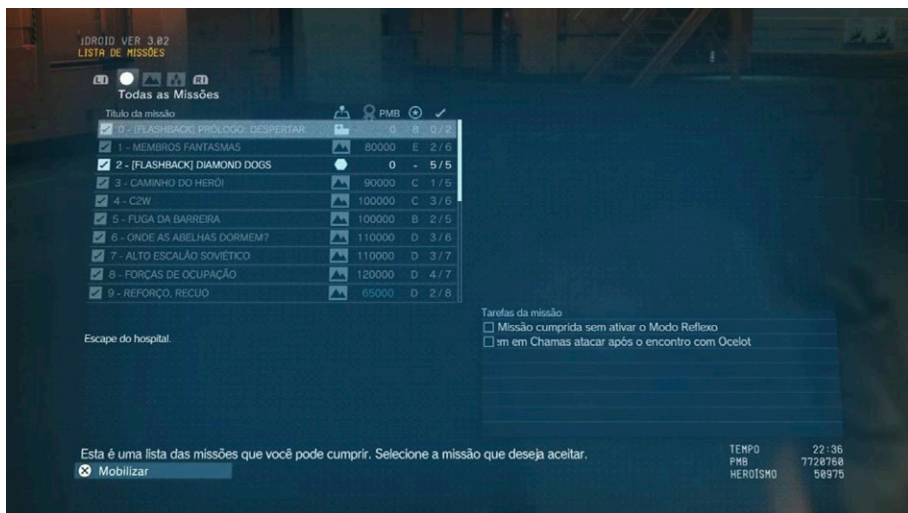 iDROID VER 3.02
LISTA DE MISSÕES
L1 R1
Todas as Missões
Título da missão PMB
0 - [FLASHBACK] PRÓLOGO: DESPERTAR 0 B 0/2
1 - MEMBROS FANTASMAS 80000 E 2/6
2 - [FLASHBACK] DIAMOND DOGS 0 - 5/5
3 - CAMINHO DO HERÓI 90000 C 1/5
4 - C2W 100000 C 3/6
5 - FUGA DA BARREIRA 100000 B 2/5
6 - ONDE AS ABELHAS DORMEM? 110000 D 3/6
7 - ALTO ESCALÃO SOVIÉTICO 110000 D 3/7
8 - FORÇAS DE OCUPAÇÃO 120000 D 4/7
9 - REFORÇO, RECUO 65000 D 2/8
Tarefas da missão
Missão cumprida sem ativar o Modo Reflexo
em em Chamas atacar após o encontro com Ocelot
Escape do hospital.
Esta é uma lista das missões que você pode cumprir. Selecione a missão que deseja aceitar.
Mobilizar
TEMPO 22:36
PMB 7720760
HEROÍSMO 50975